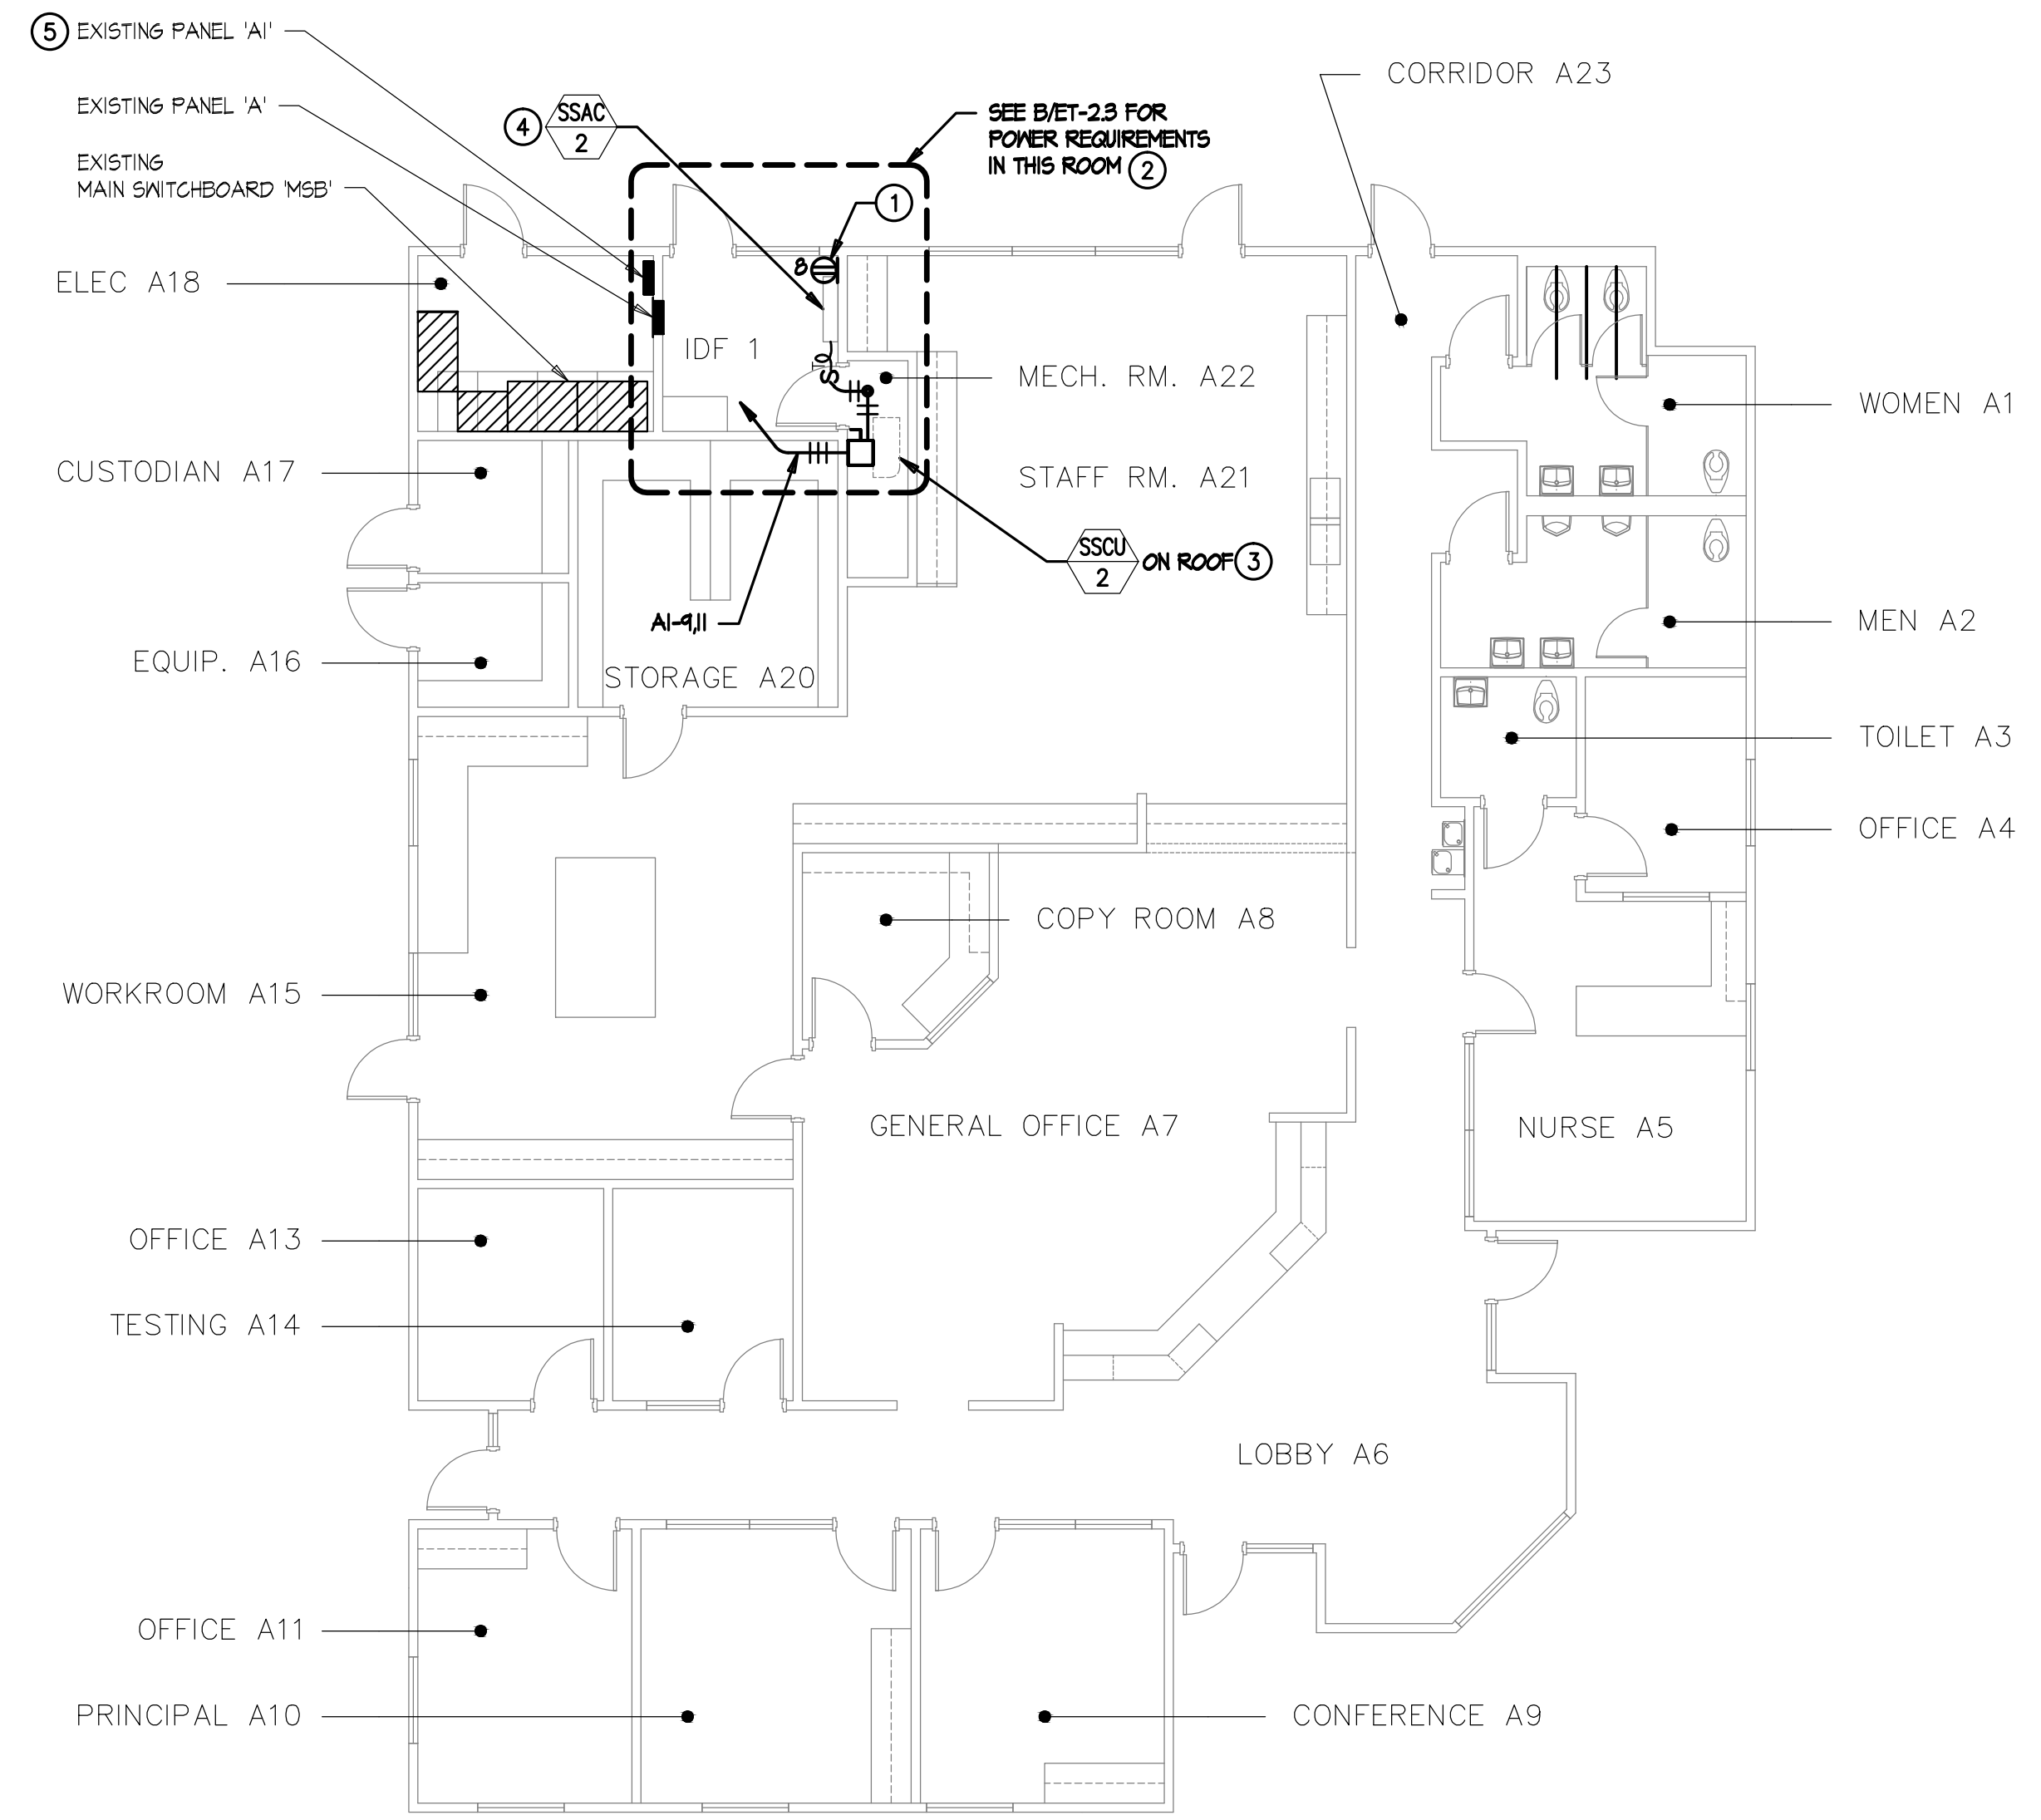 5 EXISTING PANEL 'A1'
EXISTING PANEL 'A'
EXISTING
MAIN SWITCHBOARD 'MSB'
4
SSAC
2
SEE B/ET-2.3 FOR
POWER REQUIREMENTS
IN THIS ROOM 2
1
8
CORRIDOR A23
ELEC A18
IDF 1
MECH. RM. A22
WOMEN A1
CUSTODIAN A17
STAFF RM. A21
SSCU
2
ON ROOF 3
A1-9,11
MEN A2
EQUIP. A16
STORAGE A20
TOILET A3
OFFICE A4
COPY ROOM A8
WORKROOM A15
GENERAL OFFICE A7
NURSE A5
OFFICE A13
TESTING A14
LOBBY A6
OFFICE A11
PRINCIPAL A10
CONFERENCE A9